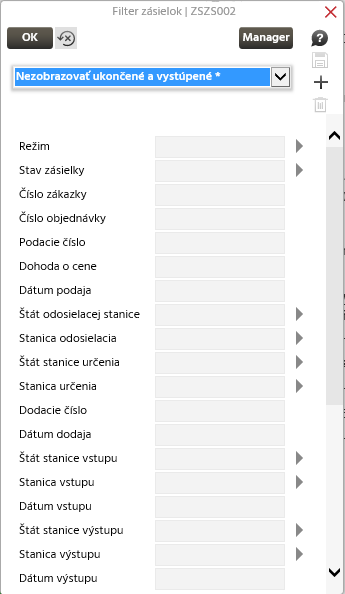 Filter zásielok | ZSZS002
OK
Manager
?
Nezobrazovať ukončené a vystúpené *
Režim
Stav zásielky
Číslo zákazky
Číslo objednávky
Podacie číslo
Dohoda o cene
Dátum podaja
Štát odosielacej stanice
Stanica odosielacia
Štát stanice určenia
Stanica určenia
Dodacie číslo
Dátum dodaja
Štát stanice vstupu
Stanica vstupu
Dátum vstupu
Štát stanice výstupu
Stanica výstupu
Dátum výstupu